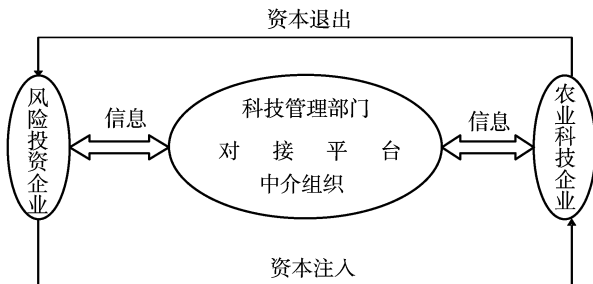 资本退出
风险投资企业
信息
科技管理部门
对接平台
中介组织
信息
农业科技企业
资本注入